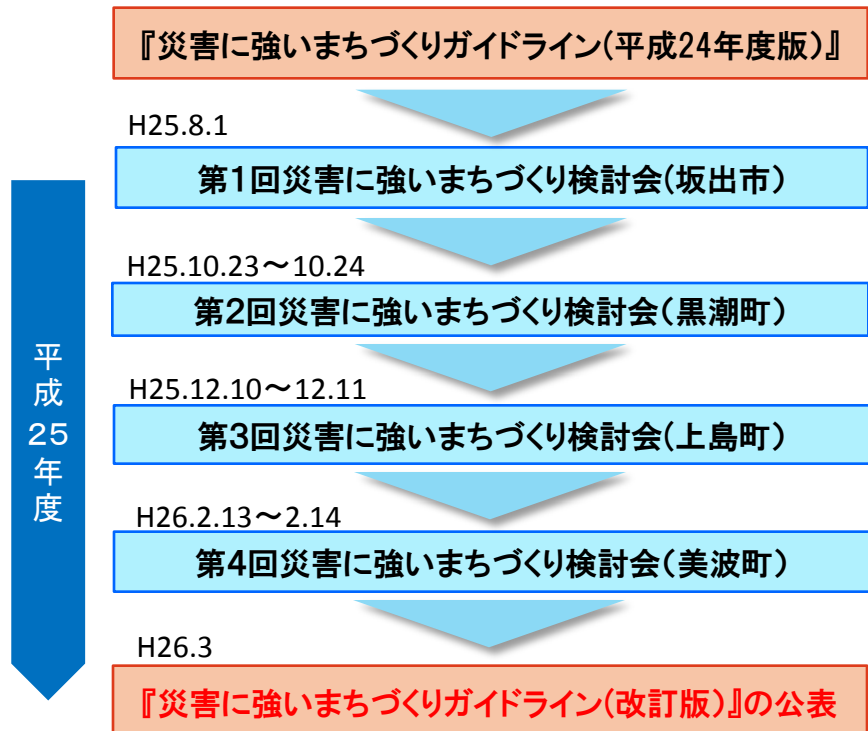 『災害に強いまちづくりガイドライン(平成24年度版)』
H25.8.1
第1回災害に強いまちづくり検討会(坂出市)
H25.10.23～10.24
第2回災害に強いまちづくり検討会(黒潮町)
H25.12.10～12.11
第3回災害に強いまちづくり検討会(上島町)
H26.2.13～2.14
第4回災害に強いまちづくり検討会(美波町)
H26.3
『災害に強いまちづくりガイドライン(改訂版)』の公表
平成25年度